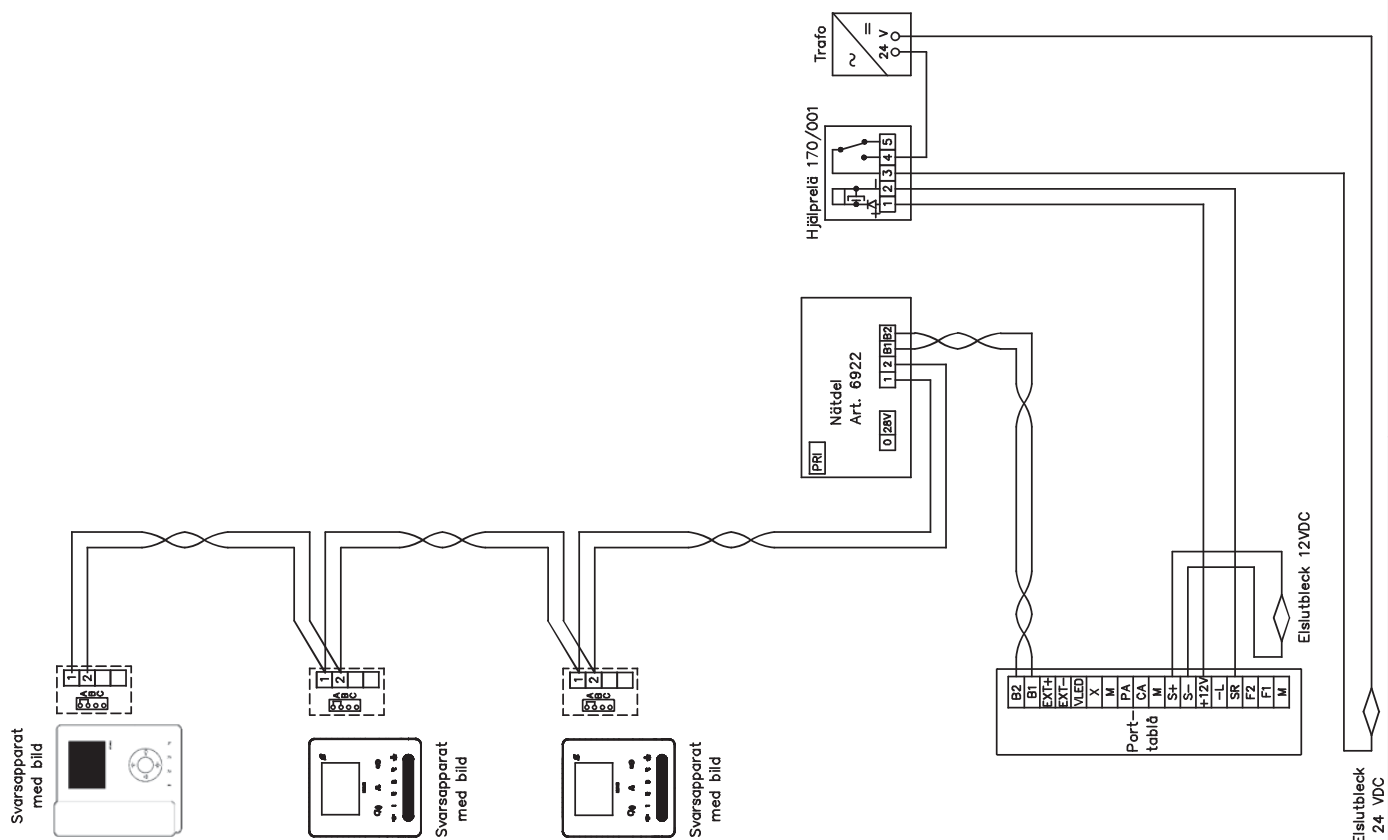 Trafo
24 V
Hjälprelä 170/001
1 2 3 4 5
Nätdel
Art. 6922
PRI
0 28V
1 2 B1 B2
Svarsapparat
med bild
1
2
A
B
C
Svarsapparat
med bild
1
2
A
B
C
Svarsapparat
med bild
1
2
A
B
C
Port-
tablå
B2
B1
EXT+
EXT-
VLED
X
M
PA
CA
M
S+
S-
+12V
-L
SR
F2
F1
M
Elslutbleck 12VDC
Elslutbleck
24 VDC